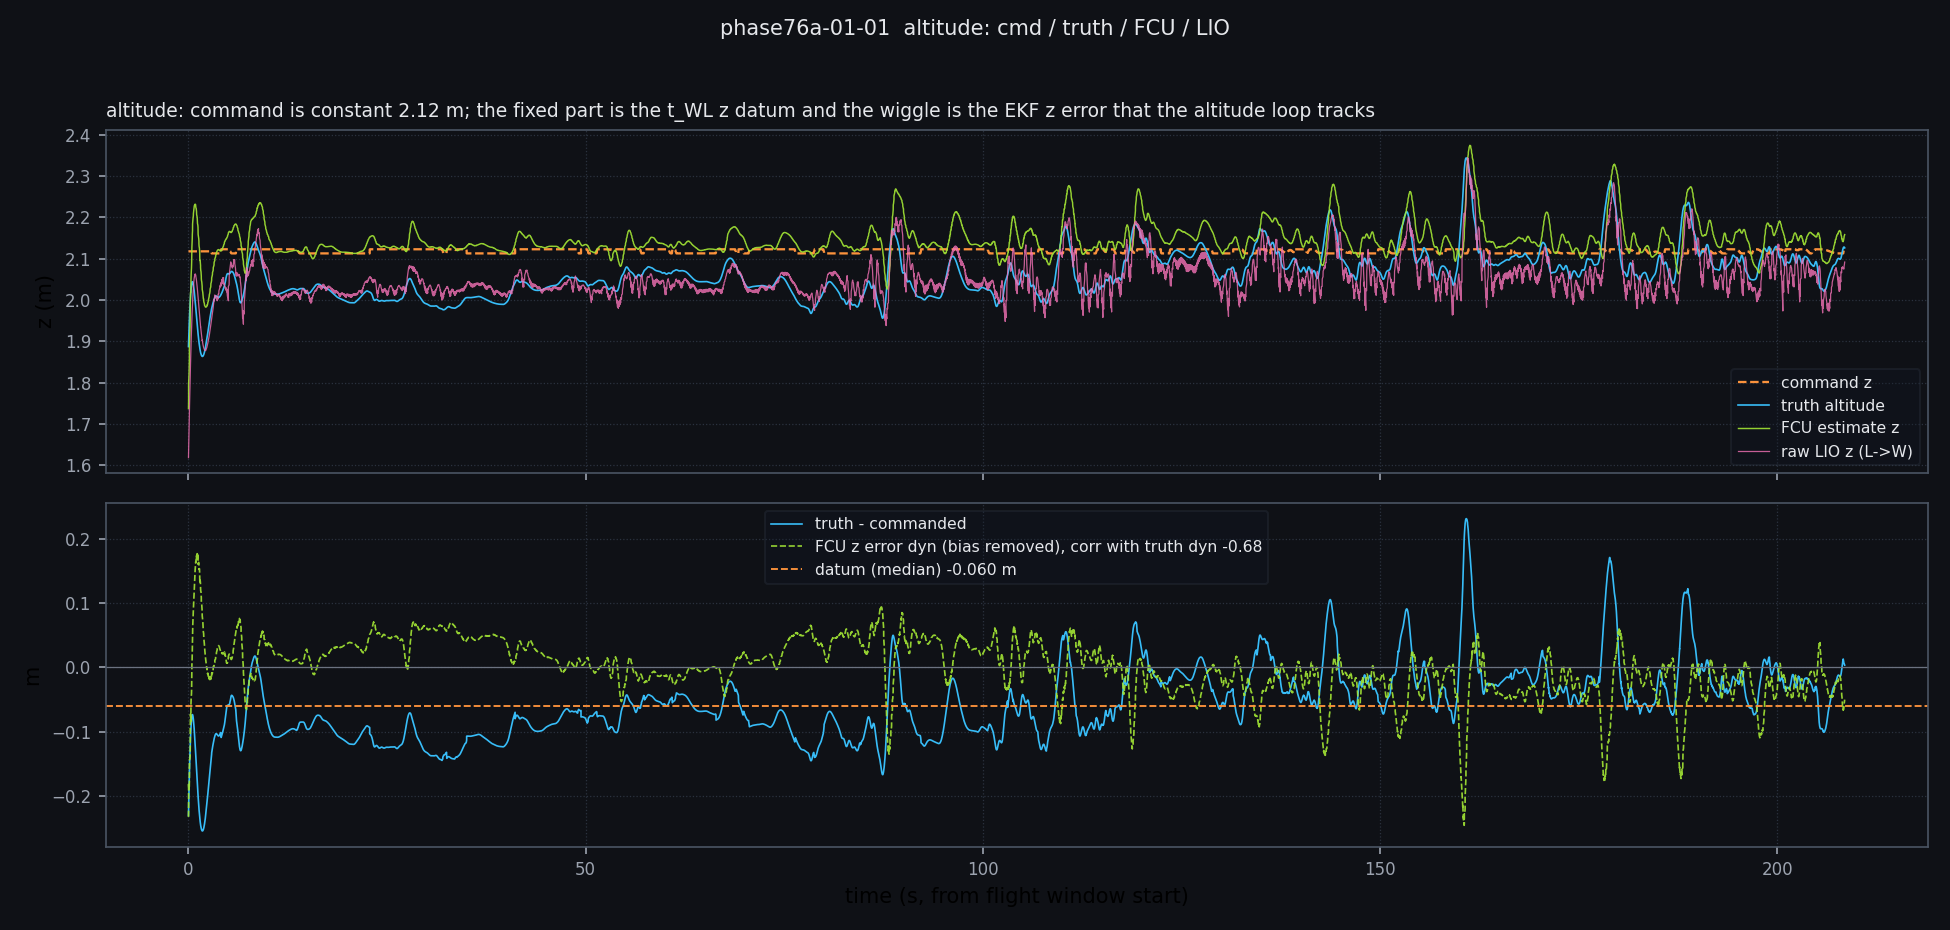 phase76a-01-01  altitude: cmd / truth / FCU / LIO
altitude: command is constant 2.12 m; the fixed part is the t_WL z datum and the wiggle is the EKF z error that the altitude loop tracks
2.4
2.3
2.2
2.1
2.0
1.9
1.8
1.7
1.6
z (m)
command z
truth altitude
FCU estimate z
raw LIO z (L->W)
truth - commanded
FCU z error dyn (bias removed), corr with truth dyn -0.68
datum (median) -0.060 m
0.2
0.1
0.0
−0.1
−0.2
m
0
50
100
150
200
time (s, from flight window start)